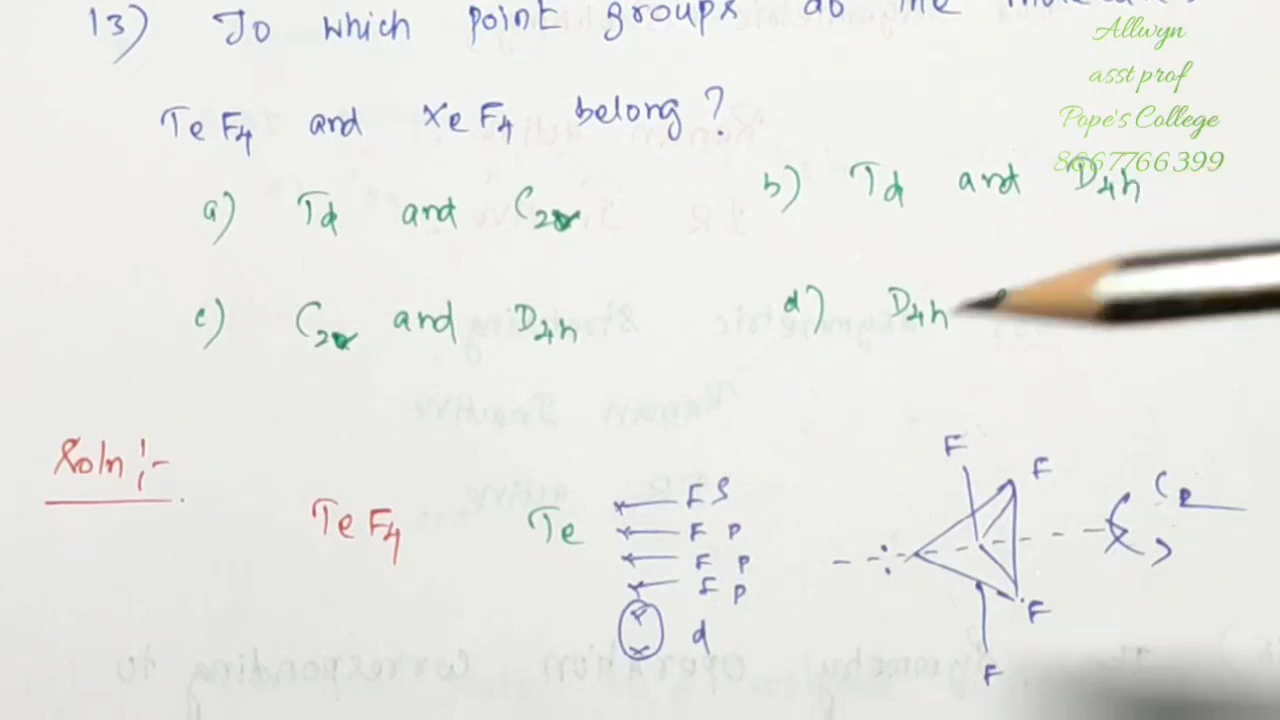 13) To which point groups do the
Allwyn
asst prof
Pope's College
8667766399
TeF4 and XeF4 belong?
a) Td and C2v
b) Td and D4h
c) C2v and D4h
d) D4h
Soln:-
TeF4
Te
F S
F P
F P
F P
d
F
F
C2
F
F